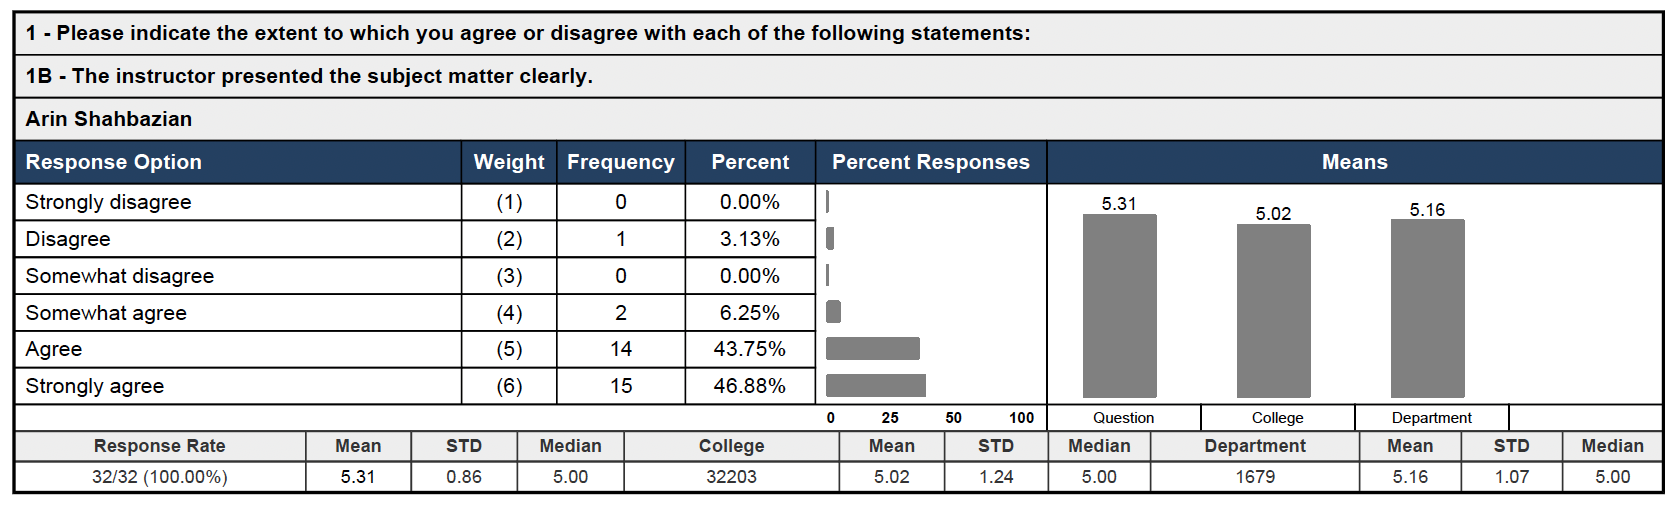 1 - Please indicate the extent to which you agree or disagree with each of the following statements:
1B - The instructor presented the subject matter clearly.
Arin Shahbazian
Response Option Weight Frequency Percent Percent Responses Means
Strongly disagree (1) 0 0.00%
Disagree (2) 1 3.13%
Somewhat disagree (3) 0 0.00%
Somewhat agree (4) 2 6.25%
Agree (5) 14 43.75%
Strongly agree (6) 15 46.88%
5.31 5.02 5.16
0 25 50 100 Question College Department
Response Rate Mean STD Median College Mean STD Median Department Mean STD Median
32/32 (100.00%) 5.31 0.86 5.00 32203 5.02 1.24 5.00 1679 5.16 1.07 5.00